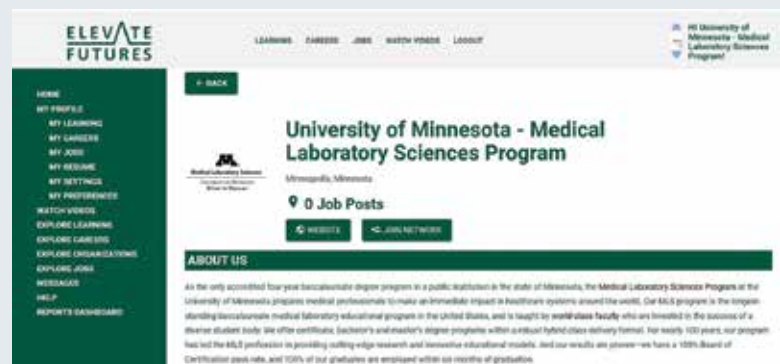 ELEVATE
FUTURES
LEARNING CAREERS JOBS WATCH VIDEOS LOGOUT
Hi University of
Minnesota - Medical
Laboratory Sciences
Program!
HOME
MY PROFILE
MY LEARNING
MY CAREERS
MY JOBS
MY RESUME
MY SETTINGS
MY PREFERENCES
WATCH VIDEOS
EXPLORE LEARNING
EXPLORE CAREERS
EXPLORE ORGANIZATIONS
EXPLORE JOBS
MESSAGES
HELP
REPORTS DASHBOARD
BACK
M
Medical Laboratory Sciences
University of Minnesota - Medical
Laboratory Sciences Program
Minneapolis, Minnesota
0 Job Posts
WEBSITE JOIN NETWORK
ABOUT US
As the only accredited four year baccalaureate degree program in a public institution in the state of Minnesota, the Medical Laboratory Sciences Program at the
University of Minnesota prepares medical professionals to make an immediate impact in healthcare systems around the world. Our MLS program is the longest-
standing baccalaureate medical laboratory educational program in the United States, and is taught by world-class faculty who are invested in the success of a
diverse student body. We offer certificate, bachelor's and master's degree programs within a robust hybrid class delivery format. For nearly 100 years, our program
has led the MLS profession in providing cutting-edge research and innovative educational models. And our results are proven—we have a 100% Board of
Certification pass rate, and 100% of our graduates are employed within six months of graduation.